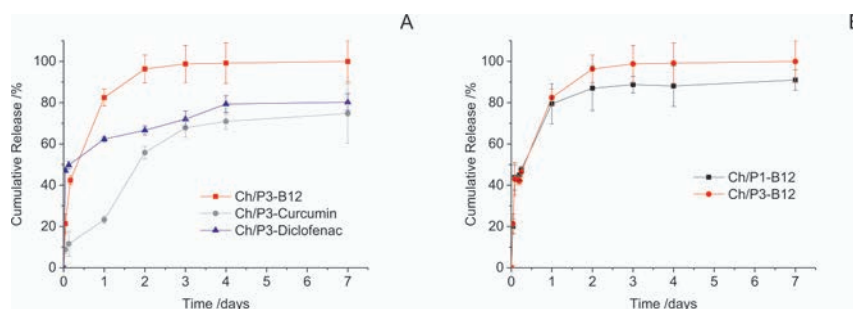 A
100
80
60
40
20
0
Cumulative Release /%
Ch/P3-B12
Ch/P3-Curcumin
Ch/P3-Diclofenac
0 1 2 3 4 5 6 7
Time /days
B
100
80
60
40
20
0
Cumulative Release /%
Ch/P1-B12
Ch/P3-B12
0 1 2 3 4 5 6 7
Time /days